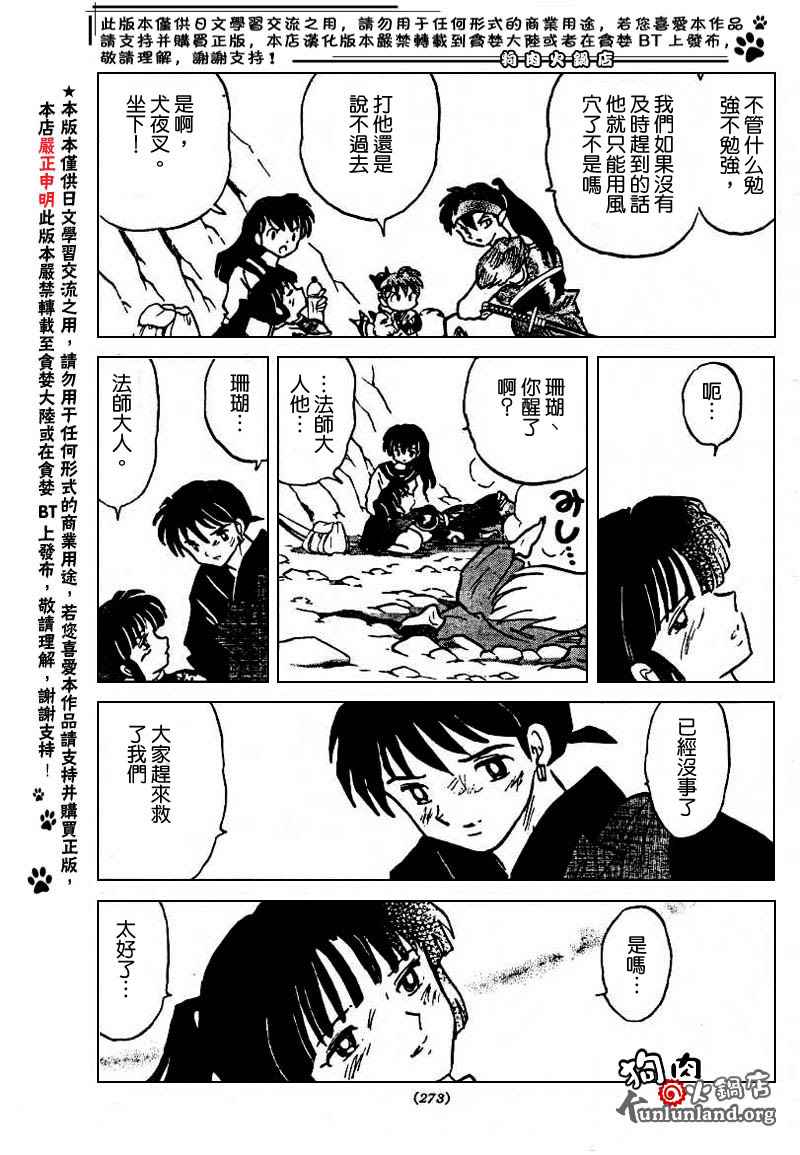 此版本僅供日文學習交流之用，請勿用于任何形式的商業用途，若您喜愛本作品
請支持并購買正版，本店漢化版本嚴禁轉載到貪婪大陸或者在貪婪 BT 上發布，
敬請理解，謝謝支持！
狗肉火鍋店
★本版本僅供日文學習交流之用，請勿用于任何形式的商業用途，若您喜愛本作品請支持并購買正版，
本店嚴正申明此版本嚴禁轉載至貪婪大陸或在貪婪 BT 上發布，敬請理解，謝謝支持！
不管什么勉
強不勉強，
我們如果沒有
及時趕到的話
他就只能用風
穴了不是嗎
打他還是
說不過去
是啊，
犬夜叉。
坐下！
呃…
珊瑚、
你醒了
啊？
…法師大
人他…
みし…
珊瑚…
法師大人。
已經沒事了
大家趕來救
了我們
是嗎…
太好了…
(273)
狗肉
火鍋店
Kunlunland.org